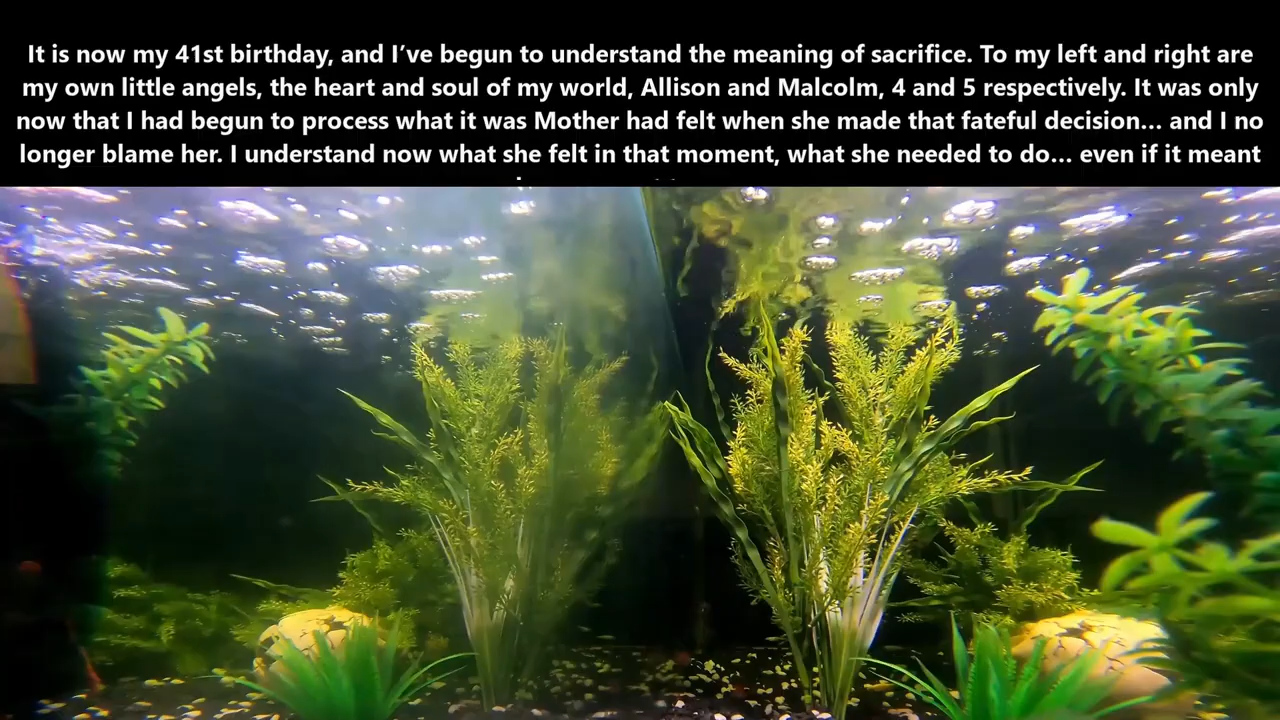 It is now my 41st birthday, and I’ve begun to understand the meaning of sacrifice. To my left and right are
my own little angels, the heart and soul of my world, Allison and Malcolm, 4 and 5 respectively. It was only
now that I had begun to process what it was Mother had felt when she made that fateful decision... and I no
longer blame her. I understand now what she felt in that moment, what she needed to do... even if it meant